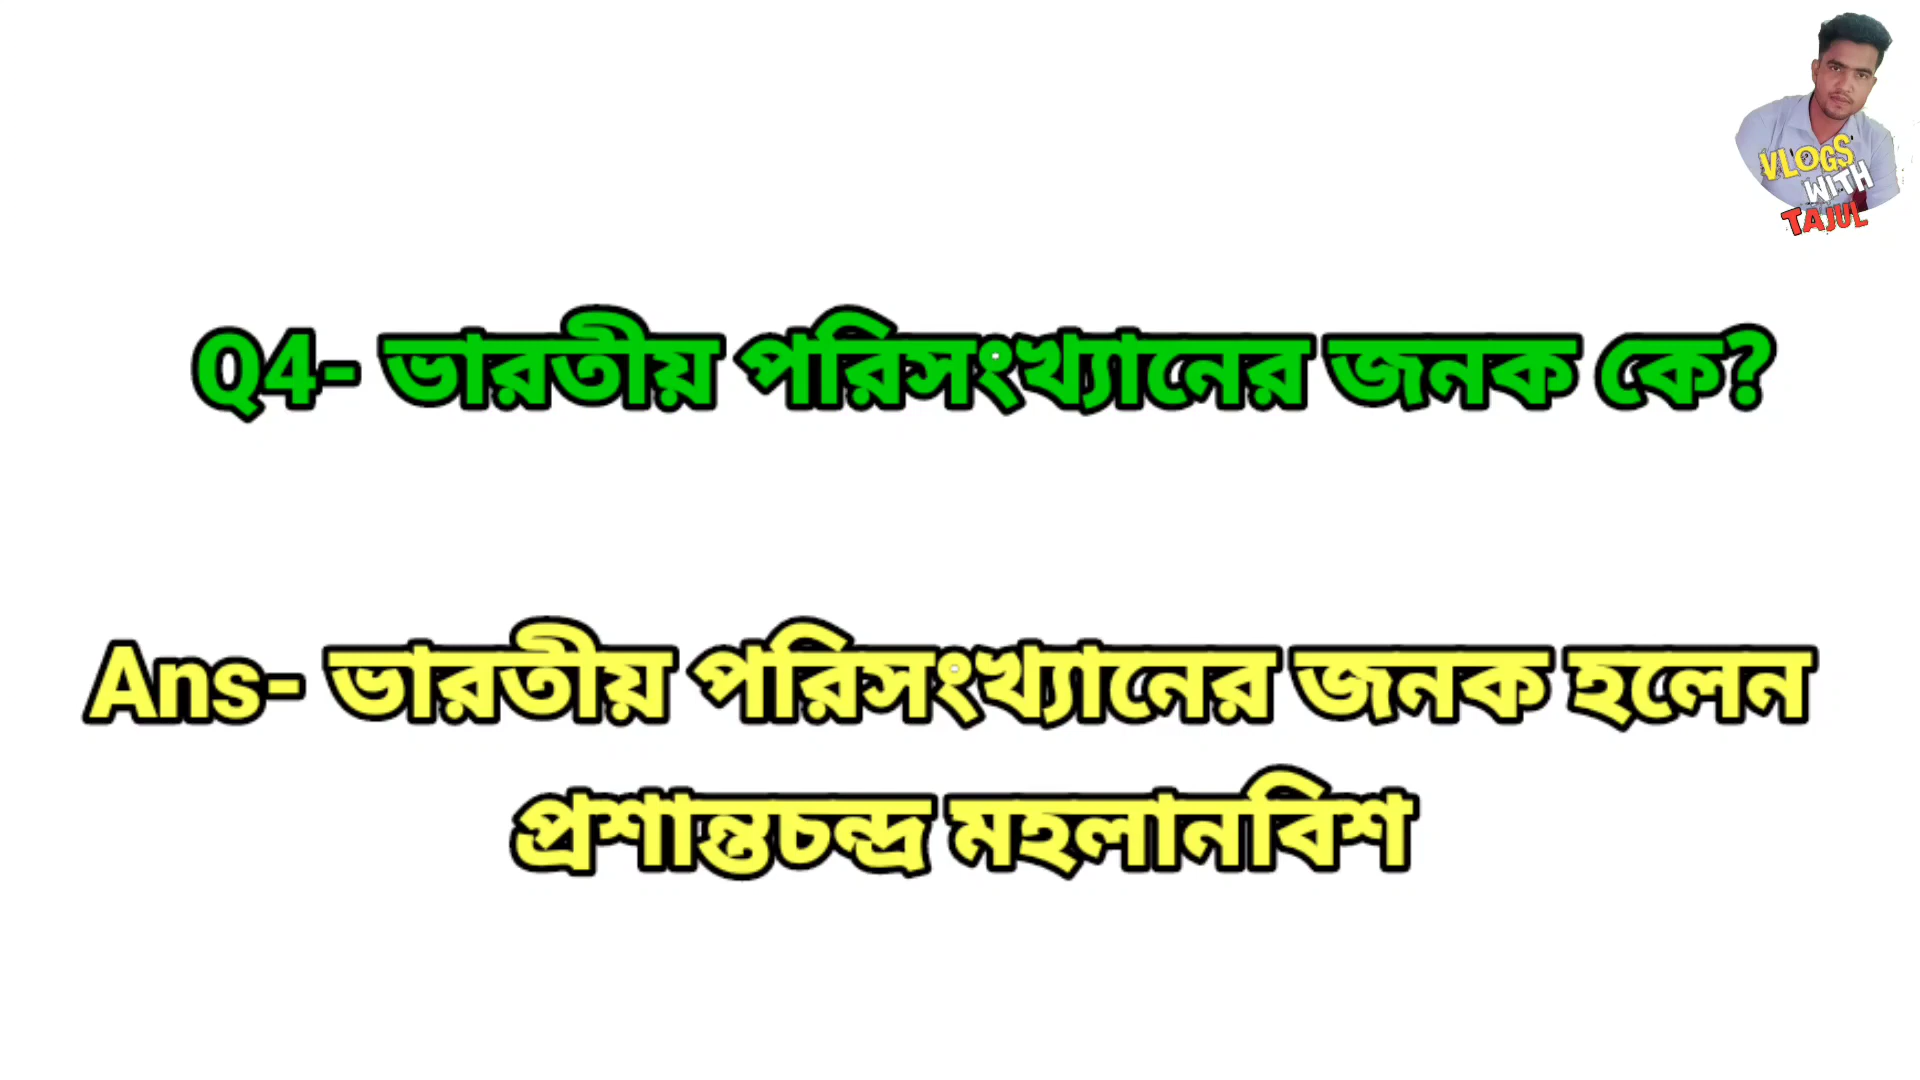 VLOGS
WITH
TAJUL
Q4- ভারতীয় পরিসংখ্যানের জনক কে?
Ans- ভারতীয় পরিসংখ্যানের জনক হলেন
প্রশান্তচন্দ্র মহলানবিশ